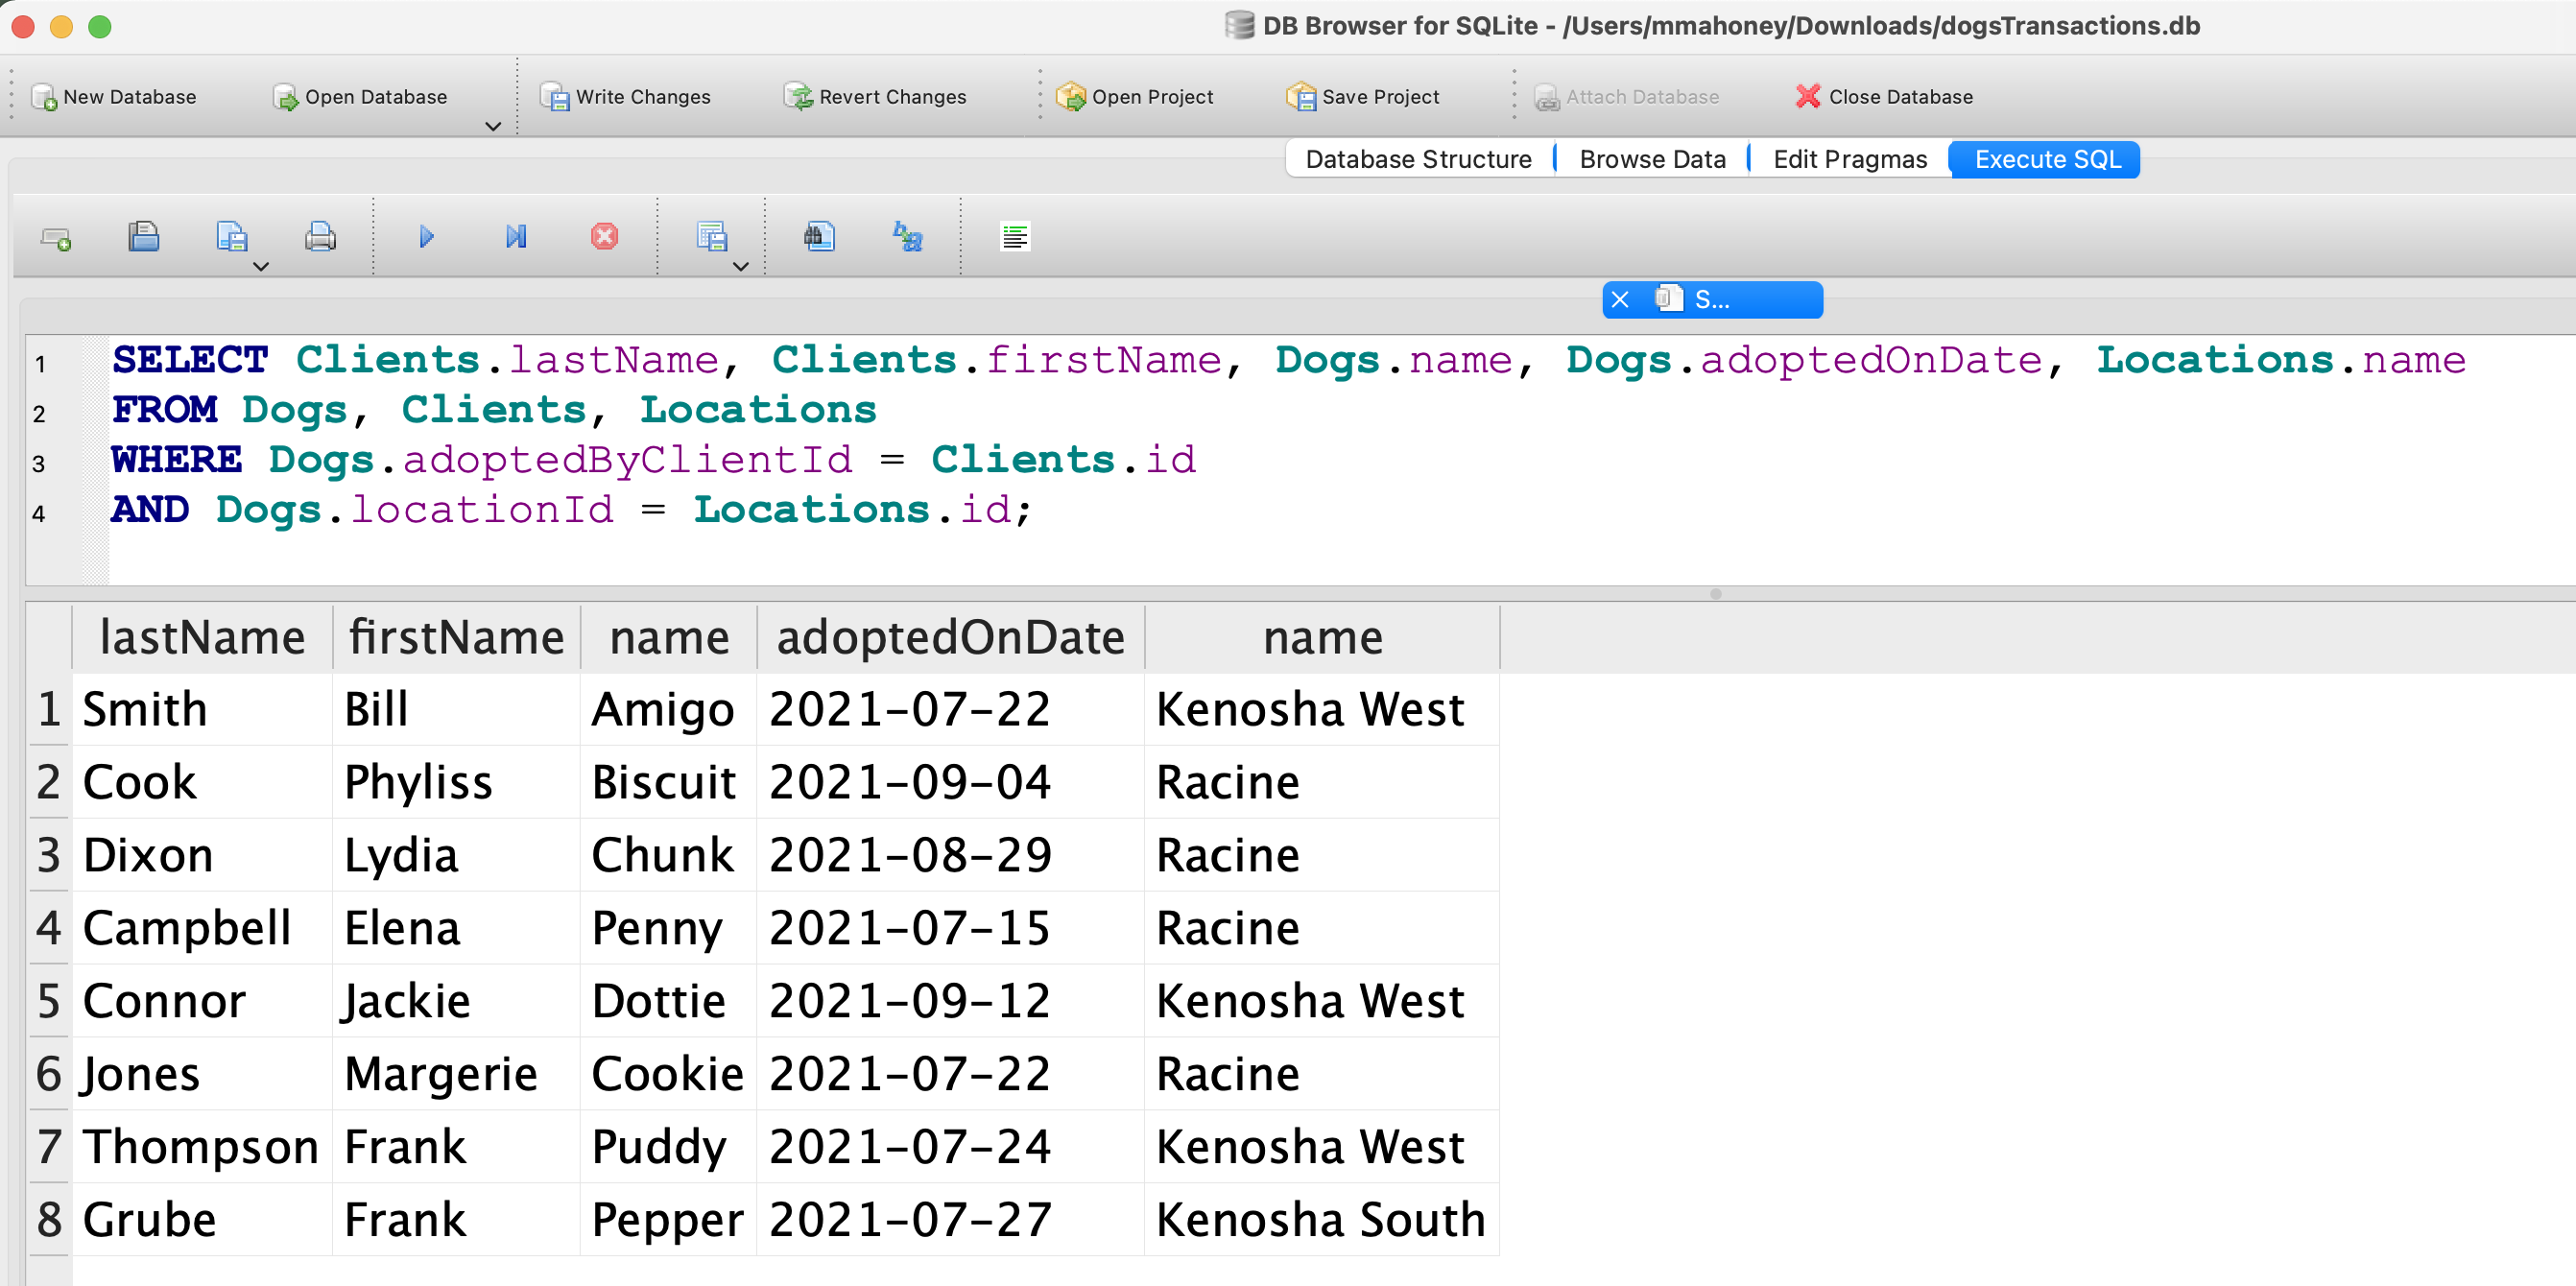 DB Browser for SQLite - /Users/mmahoney/Downloads/dogsTransactions.db
New Database Open Database Write Changes Revert Changes Open Project Save Project Attach Database Close Database
Database Structure Browse Data Edit Pragmas Execute SQL
S...
1 SELECT Clients.lastName, Clients.firstName, Dogs.name, Dogs.adoptedOnDate, Locations.name
2 FROM Dogs, Clients, Locations
3 WHERE Dogs.adoptedByClientId = Clients.id
4 AND Dogs.locationId = Locations.id;
lastName firstName name adoptedOnDate name
1 Smith Bill Amigo 2021-07-22 Kenosha West
2 Cook Phyliss Biscuit 2021-09-04 Racine
3 Dixon Lydia Chunk 2021-08-29 Racine
4 Campbell Elena Penny 2021-07-15 Racine
5 Connor Jackie Dottie 2021-09-12 Kenosha West
6 Jones Margerie Cookie 2021-07-22 Racine
7 Thompson Frank Puddy 2021-07-24 Kenosha West
8 Grube Frank Pepper 2021-07-27 Kenosha South